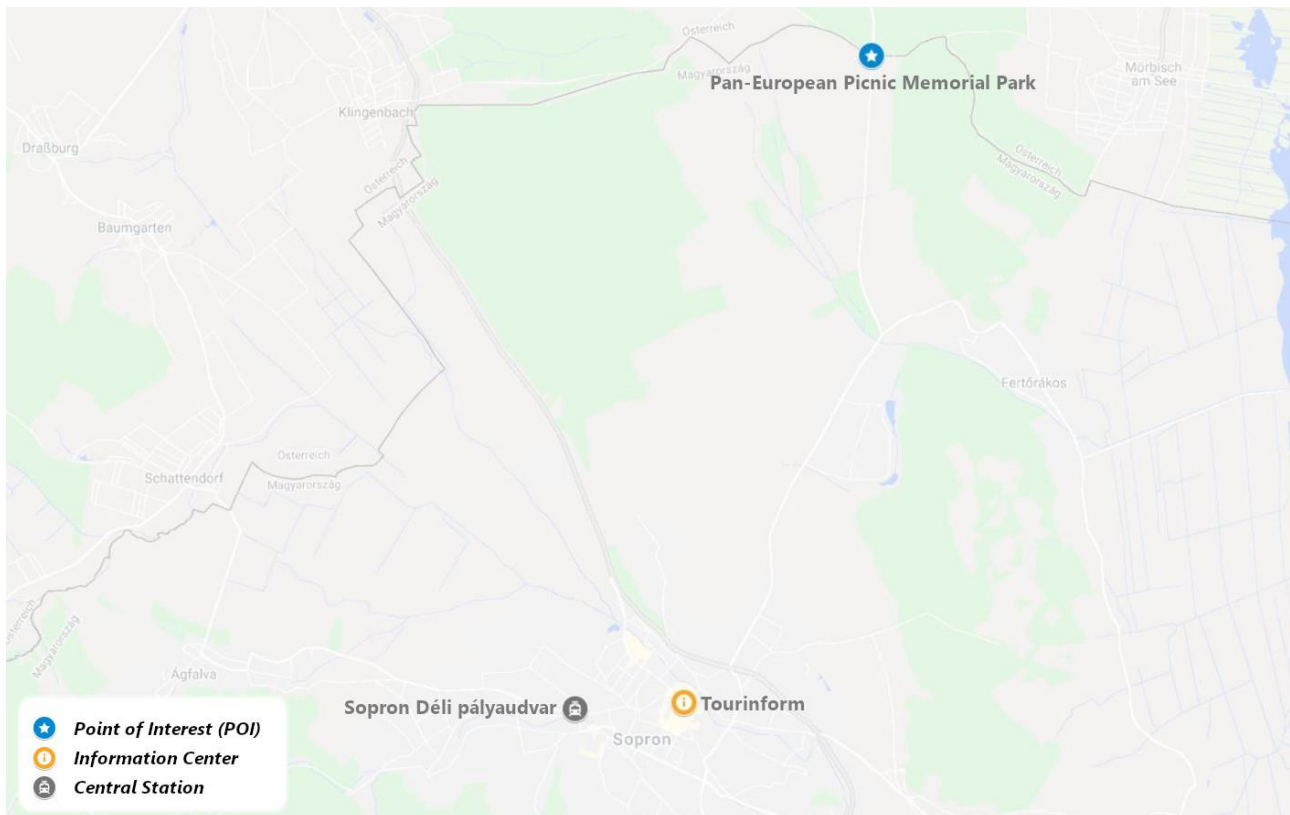 Österreich
Magyarország
Pan-European Picnic Memorial Park
Mörbisch
am See
Klingenbach
Draßburg
Österreich
Magyarország
Österreich
Magyarország
Baumgarten
Fertőrákos
Österreich
Magyarország
Schattendorf
Österreich
Magyarország
Ágfalva
Sopron Déli pályaudvar
Tourinform
Sopron
Point of Interest (POI)
Information Center
Central Station